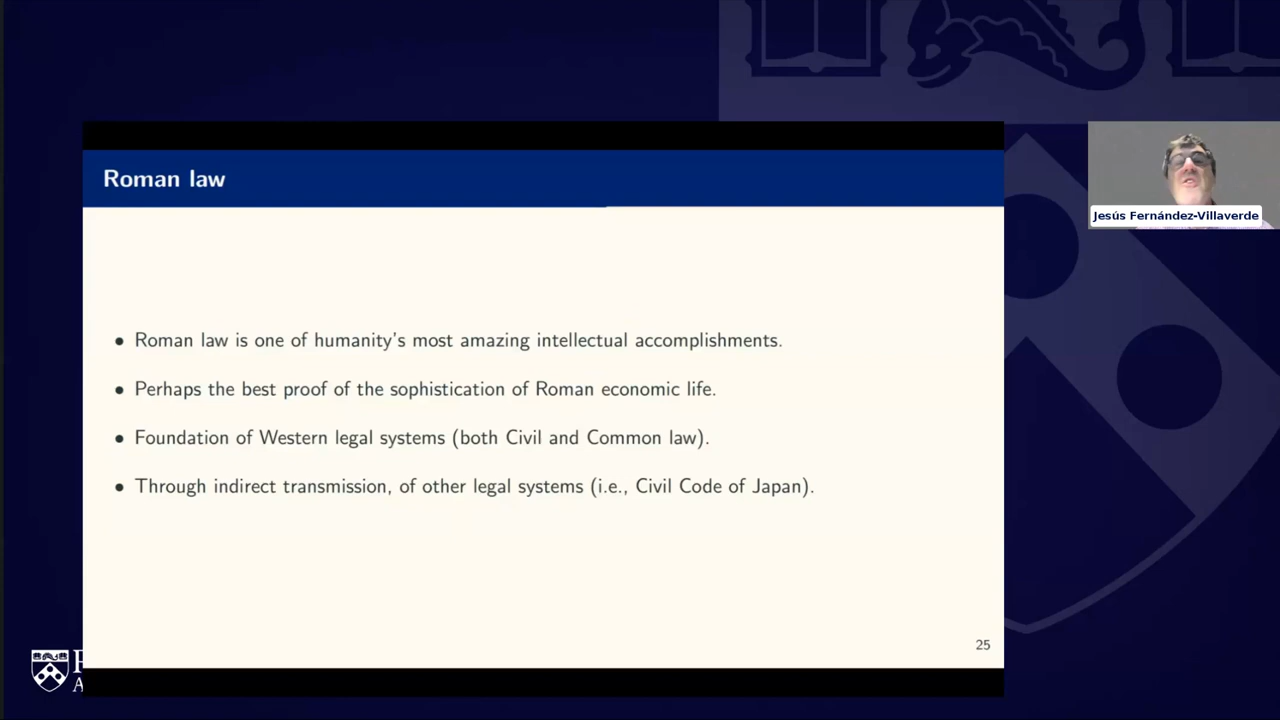 Roman law
Jesús Fernández-Villaverde
• Roman law is one of humanity's most amazing intellectual accomplishments.
• Perhaps the best proof of the sophistication of Roman economic life.
• Foundation of Western legal systems (both Civil and Common law).
• Through indirect transmission, of other legal systems (i.e., Civil Code of Japan).
25